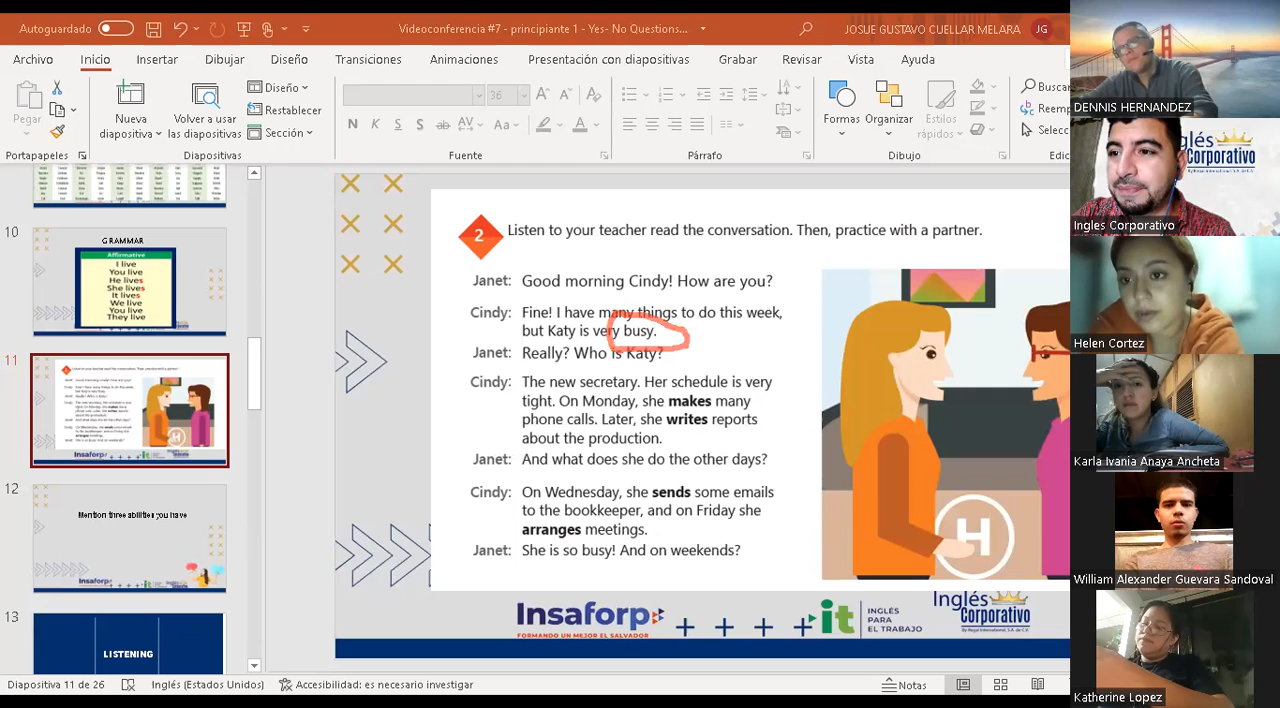 Autoguardado
Videoconferencia #7 - principiante 1 - Yes- No Questions...
JOSUE GUSTAVO CUELLAR MELARA
JG
Archivo Inicio Insertar Dibujar Diseño Transiciones Animaciones Presentación con diapositivas Grabar Revisar Vista Ayuda
Pegar
Nueva diapositiva
Volver a usar las diapositivas
Diseño
Restablecer
Sección
36
Formas
Organizar
Estilos rápidos
Portapapeles
Diapositivas
Fuente
Párrafo
Dibujo
10
GRAMMAR
Affirmative
I live
You live
He lives
She lives
It lives
We live
You live
They live
11
12
Mention three abilities you have
Insaforp
13
LISTENING
2
Listen to your teacher read the conversation. Then, practice with a partner.
Janet: Good morning Cindy! How are you?
Cindy: Fine! I have many things to do this week,
but Katy is very busy.
Janet: Really? Who is Katy?
Cindy: The new secretary. Her schedule is very
tight. On Monday, she makes many
phone calls. Later, she writes reports
about the production.
Janet: And what does she do the other days?
Cindy: On Wednesday, she sends some emails
to the bookkeeper, and on Friday she
arranges meetings.
Janet: She is so busy! And on weekends?
H
Insaforp
FORMANDO UN MEJOR EL SALVADOR
it
INGLÉS
PARA
EL TRABAJO
Inglés
Corporativo
Diapositiva 11 de 26
Inglés (Estados Unidos)
Accesibilidad: es necesario investigar
Notas
DENNIS HERNANDEZ
Ingles Corporativo
Helen Cortez
Karla Ivania Anaya Ancheta
William Alexander Guevara Sandoval
Katherine Lopez